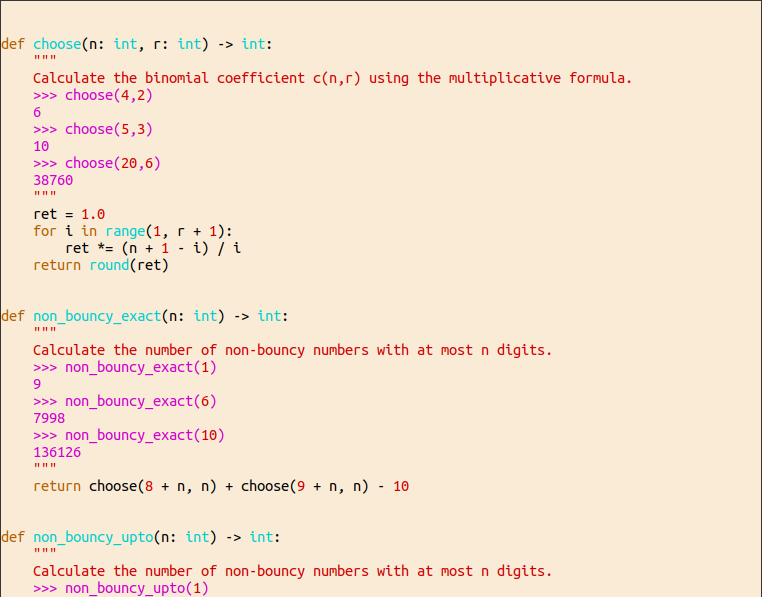 def choose(n: int, r: int) -> int:
    """
    Calculate the binomial coefficient c(n,r) using the multiplicative formula.
    >>> choose(4,2)
    6
    >>> choose(5,3)
    10
    >>> choose(20,6)
    38760
    """
    ret = 1.0
    for i in range(1, r + 1):
        ret *= (n + 1 - i) / i
    return round(ret)
def non_bouncy_exact(n: int) -> int:
    """
    Calculate the number of non-bouncy numbers with at most n digits.
    >>> non_bouncy_exact(1)
    9
    >>> non_bouncy_exact(6)
    7998
    >>> non_bouncy_exact(10)
    136126
    """
    return choose(8 + n, n) + choose(9 + n, n) - 10
def non_bouncy_upto(n: int) -> int:
    """
    Calculate the number of non-bouncy numbers with at most n digits.
    >>> non_bouncy_upto(1)